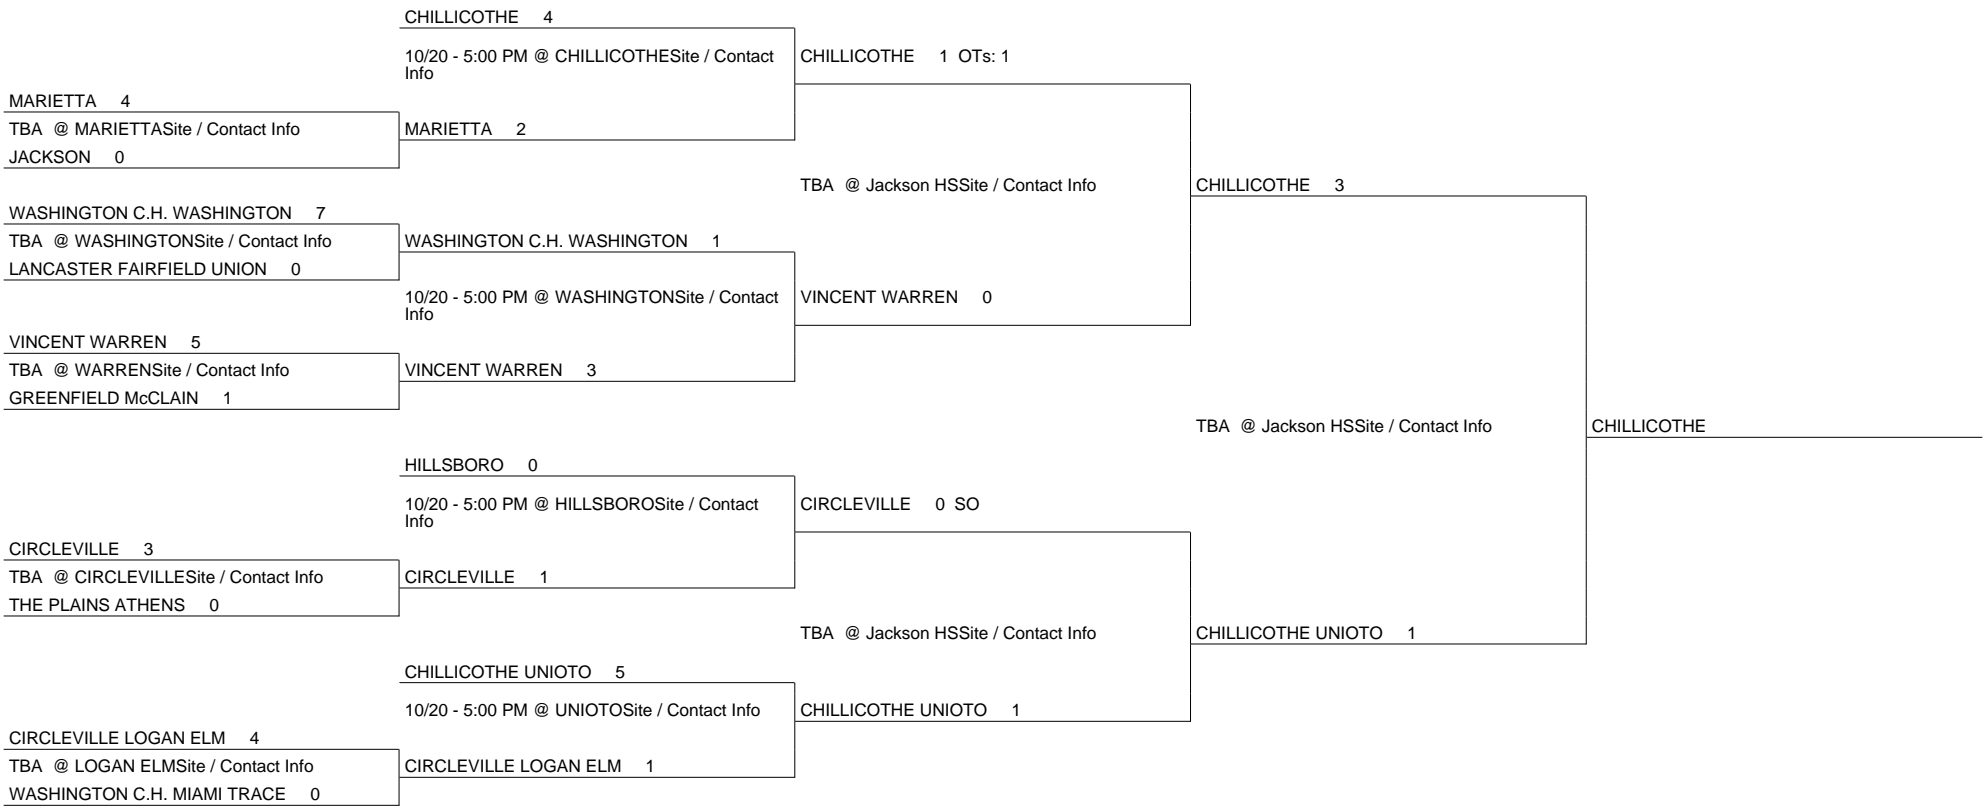 CHILLICOTHE 4
10/20 - 5:00 PM @ CHILLICOTHESite / Contact
Info
CHILLICOTHE 1 OTs: 1
MARIETTA 4
TBA @ MARIETTASite / Contact Info
MARIETTA 2
JACKSON 0
TBA @ Jackson HSSite / Contact Info
CHILLICOTHE 3
WASHINGTON C.H. WASHINGTON 7
TBA @ WASHINGTONSite / Contact Info
WASHINGTON C.H. WASHINGTON 1
LANCASTER FAIRFIELD UNION 0
10/20 - 5:00 PM @ WASHINGTONSite / Contact
Info
VINCENT WARREN 0
VINCENT WARREN 5
TBA @ WARRENSite / Contact Info
VINCENT WARREN 3
GREENFIELD McCLAIN 1
TBA @ Jackson HSSite / Contact Info
CHILLICOTHE
HILLSBORO 0
10/20 - 5:00 PM @ HILLSBOROSite / Contact
Info
CIRCLEVILLE 0 SO
CIRCLEVILLE 3
TBA @ CIRCLEVILLESite / Contact Info
CIRCLEVILLE 1
THE PLAINS ATHENS 0
TBA @ Jackson HSSite / Contact Info
CHILLICOTHE UNIOTO 1
CHILLICOTHE UNIOTO 5
10/20 - 5:00 PM @ UNIOTOSite / Contact Info
CHILLICOTHE UNIOTO 1
CIRCLEVILLE LOGAN ELM 4
TBA @ LOGAN ELMSite / Contact Info
CIRCLEVILLE LOGAN ELM 1
WASHINGTON C.H. MIAMI TRACE 0